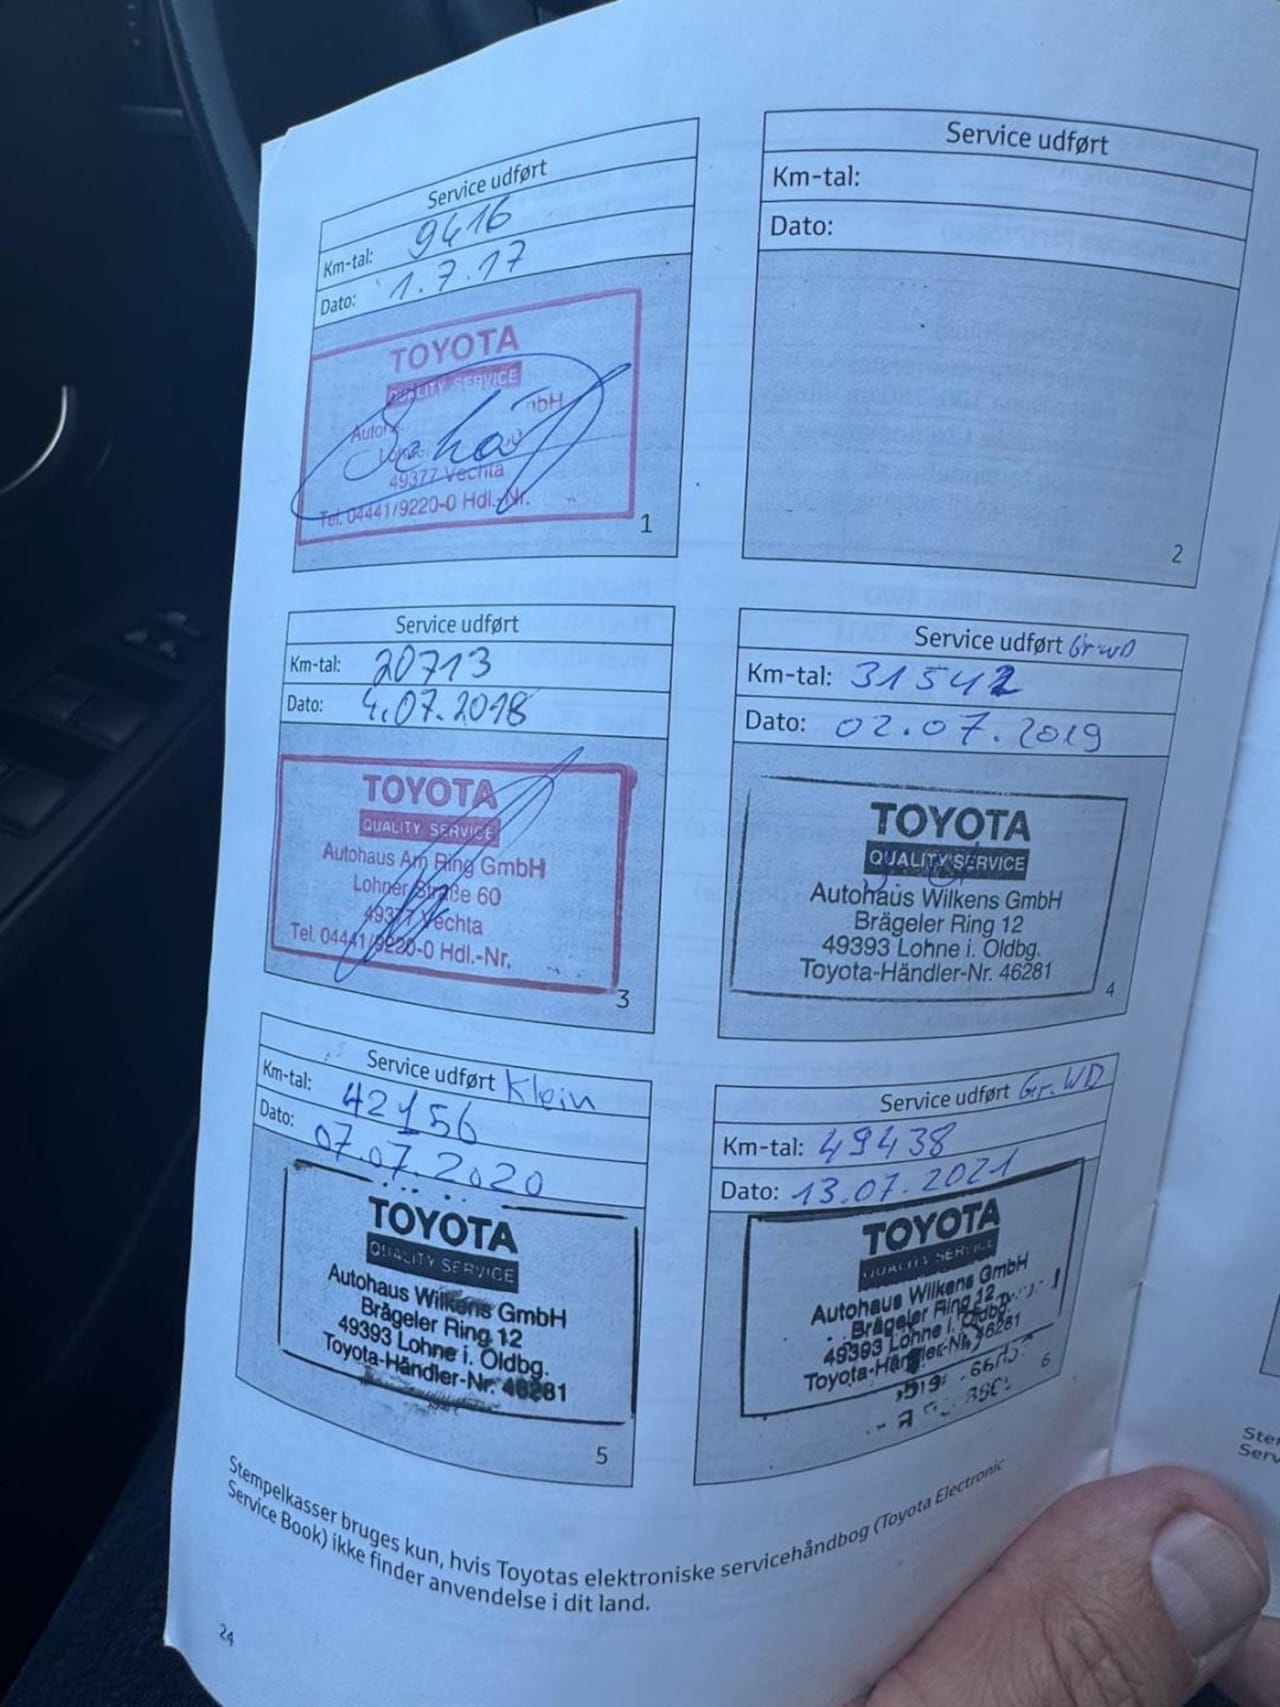 Service udført
Km-tal: 9416
Dato: 1.7.17
TOYOTA
QUALITY SERVICE
49377 Vechta
Tel. 04441/9220-0 Hdl.-Nr.
1
Service udført
Km-tal:
Dato:
2
Service udført
Km-tal: 20713
Dato: 4.07.2018
TOYOTA
QUALITY SERVICE
Autohaus Am Ring GmbH
Lohner Straße 60
49377 Vechta
Tel. 04441/9220-0 Hdl.-Nr.
3
Service udført Gr WD
Km-tal: 31542
Dato: 02.07.2019
TOYOTA
QUALITY SERVICE
Autohaus Wilkens GmbH
Brägeler Ring 12
49393 Lohne i. Oldbg.
Toyota-Händler-Nr. 46281
4
Service udført Klein
Km-tal: 42156
Dato: 07.07.2020
TOYOTA
QUALITY SERVICE
Autohaus Wilkens GmbH
Brägeler Ring 12
49393 Lohne i. Oldbg.
Toyota-Händler-Nr. 46281
5
Service udført Gr. WD
Km-tal: 49438
Dato: 13.07.2021
TOYOTA
QUALITY SERVICE
Autohaus Wilkens GmbH
Brägeler Ring 12
49393 Lohne i. Oldbg.
Toyota-Händler-Nr. 46281
6
Stempelkasser bruges kun, hvis Toyotas elektroniske servicehåndbog (Toyota Electronic
Service Book) ikke finder anvendelse i dit land.
24